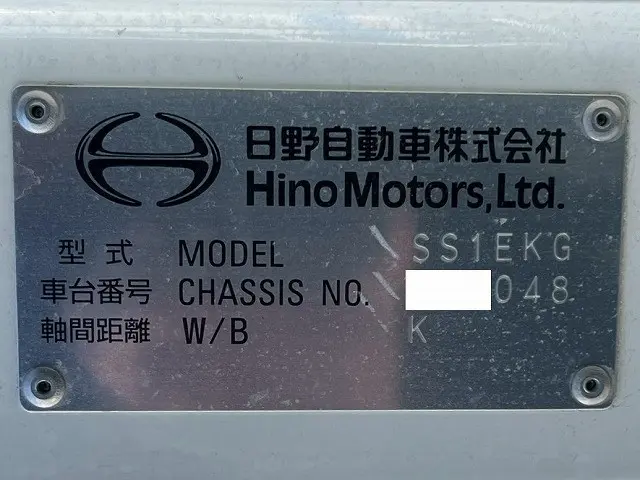 日野自動車株式会社
Hino Motors, Ltd.
型式 MODEL \SS1EKG
車台番号 CHASSIS NO. \ 048
軸間距離 W/B \K